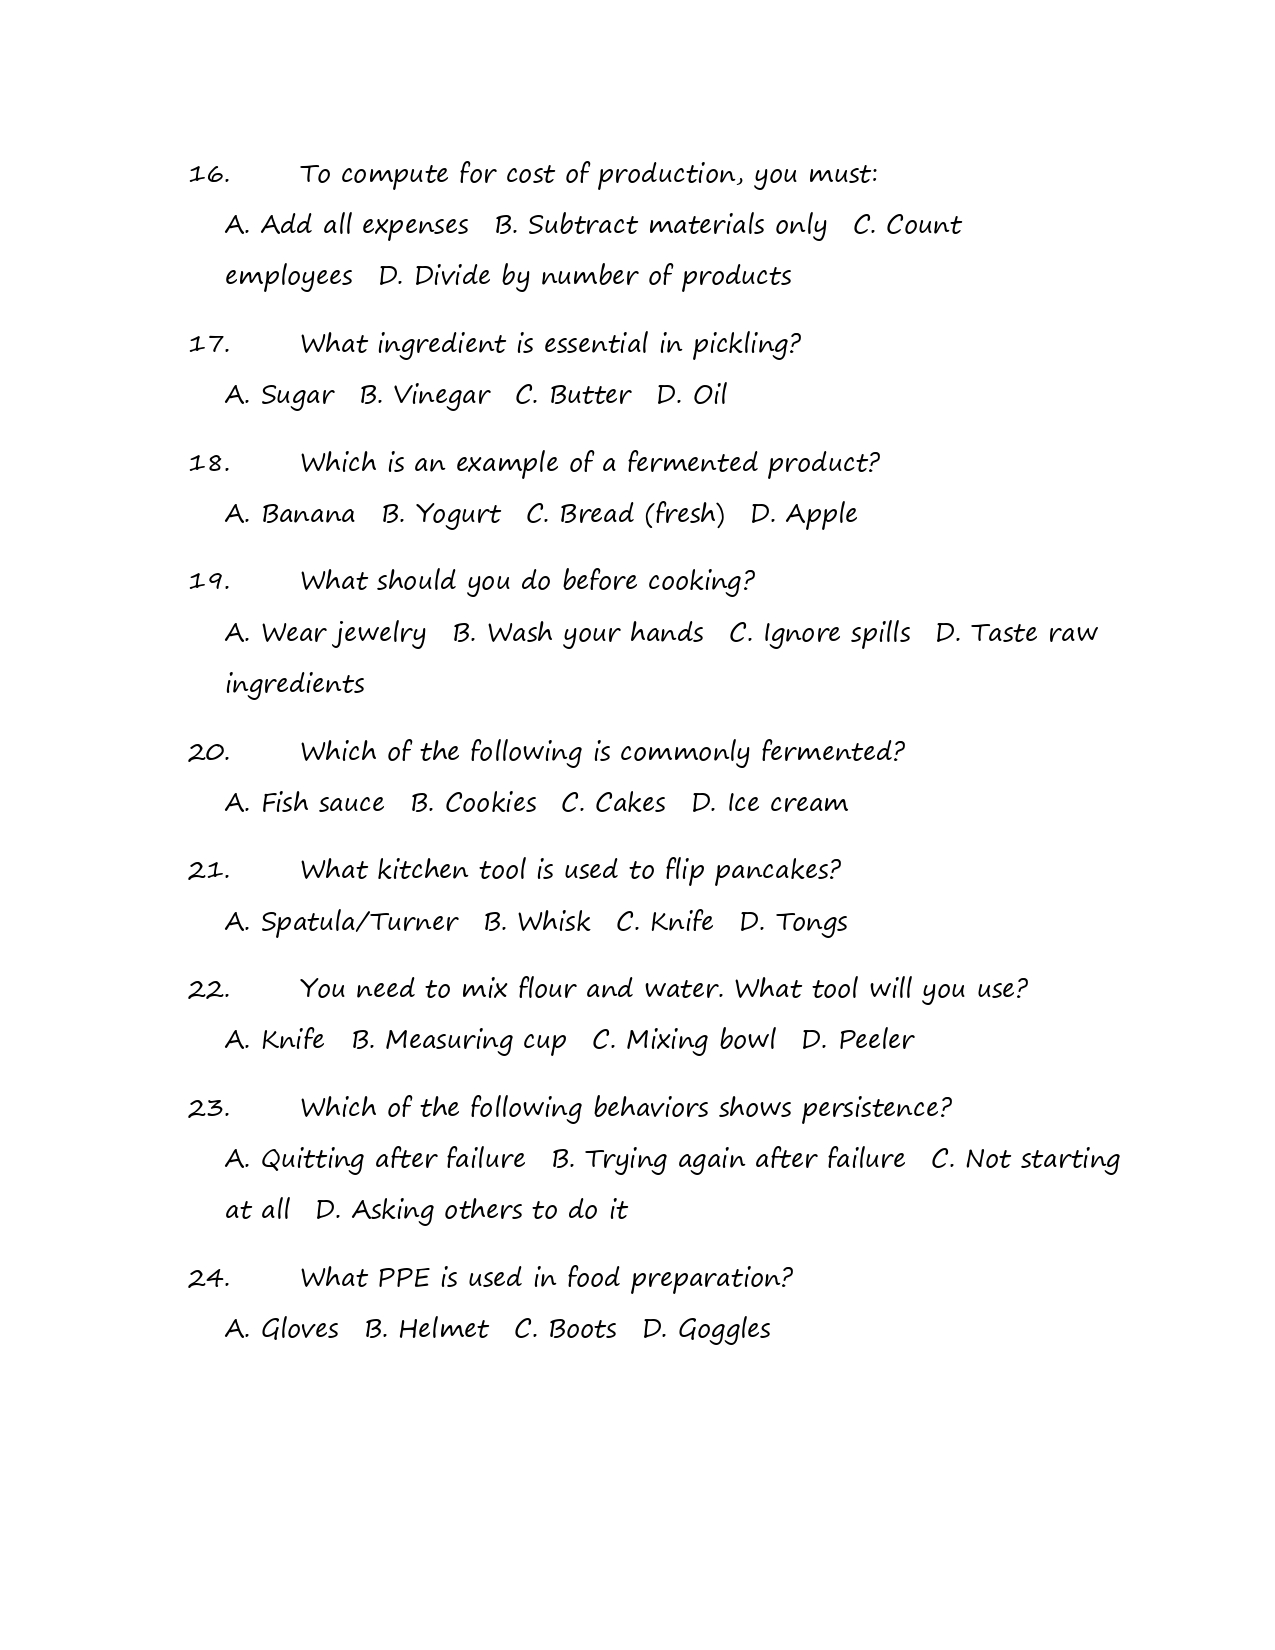 16. To compute for cost of production, you must:
A. Add all expenses B. Subtract materials only C. Count
employees D. Divide by number of products
17. What ingredient is essential in pickling?
A. Sugar B. Vinegar C. Butter D. Oil
18. Which is an example of a fermented product?
A. Banana B. Yogurt C. Bread (fresh) D. Apple
19. What should you do before cooking?
A. Wear jewelry B. Wash your hands C. Ignore spills D. Taste raw
ingredients
20. Which of the following is commonly fermented?
A. Fish sauce B. Cookies C. Cakes D. Ice cream
21. What kitchen tool is used to flip pancakes?
A. Spatula/Turner B. Whisk C. Knife D. Tongs
22. You need to mix flour and water. What tool will you use?
A. Knife B. Measuring cup C. Mixing bowl D. Peeler
23. Which of the following behaviors shows persistence?
A. Quitting after failure B. Trying again after failure C. Not starting
at all D. Asking others to do it
24. What PPE is used in food preparation?
A. Gloves B. Helmet C. Boots D. Goggles